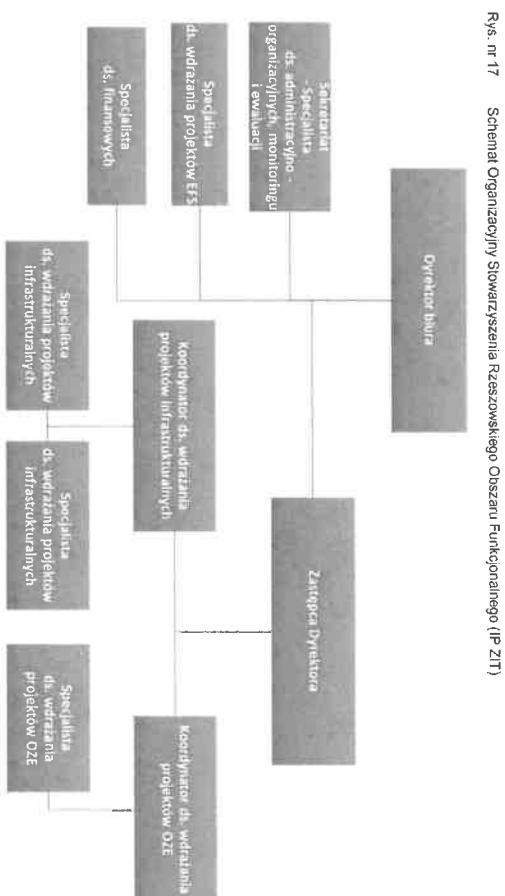 Rys. nr 17 Schemat Organizacyjny Stowarzyszenia Rzeszowskiego Obszaru Funkcjonalnego (IP ZIT)
Dyrektor biura
Zastępca Dyrektora
Sekretariat
- Specjalista
ds. administracyjno -
organizacyjnych, monitoringu
i ewaluacji
Specjalista
ds. wdrażania projektów EFS
Specjalista
ds. finansowych
Koordynator ds. wdrażania
projektów infrastrukturalnych
Koordynator ds. wdrażania
projektów OZE
Specjalista
ds. wdrażania projektów
infrastrukturalnych
Specjalista
ds. wdrażania projektów
infrastrukturalnych
Specjalista
ds. wdrażania
projektów OZE